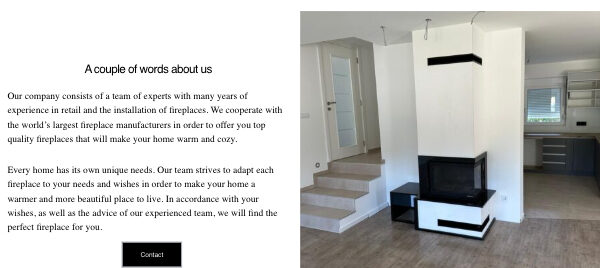 A couple of words about us
Our company consists of a team of experts with many years of
experience in retail and the installation of fireplaces. We cooperate with
the world's largest fireplace manufacturers in order to offer you top
quality fireplaces that will make your home warm and cozy.
Every home has its own unique needs. Our team strives to adapt each
fireplace to your needs and wishes in order to make your home a
warmer and more beautiful place to live. In accordance with your
wishes, as well as the advice of our experienced team, we will find the
perfect fireplace for you.
Contact